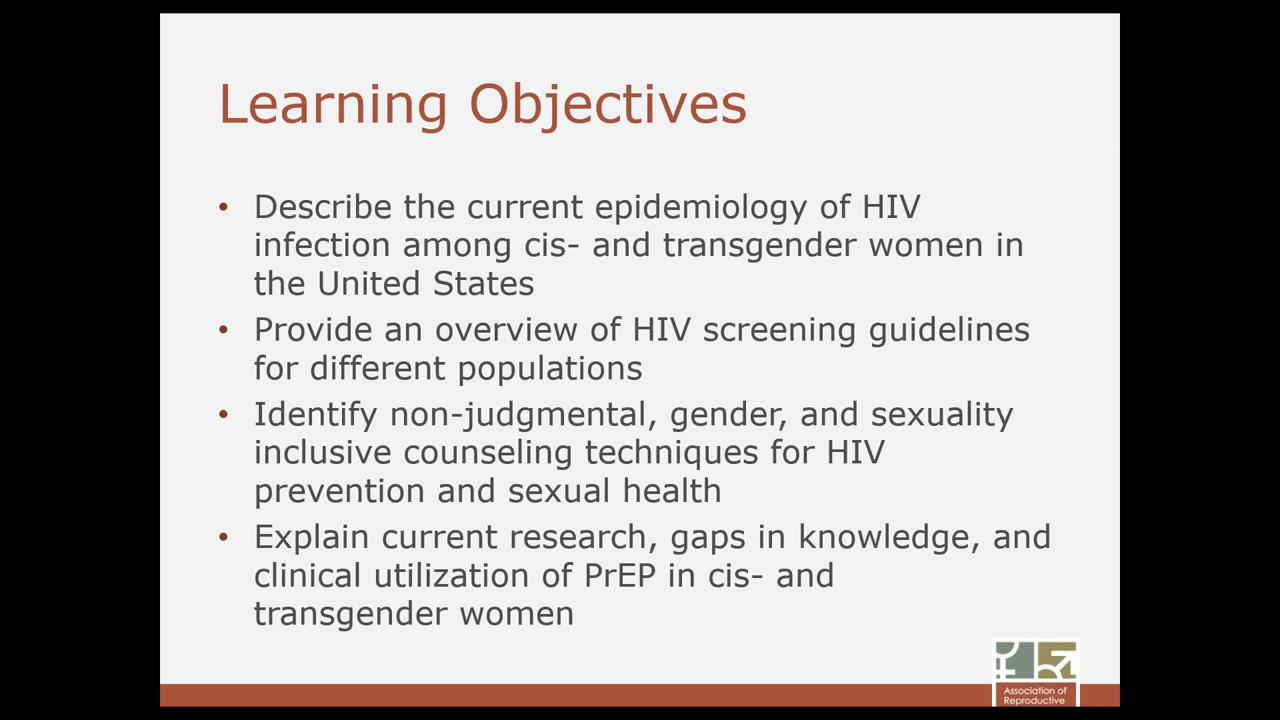 Learning Objectives
• Describe the current epidemiology of HIV
infection among cis- and transgender women in
the United States
• Provide an overview of HIV screening guidelines
for different populations
• Identify non-judgmental, gender, and sexuality
inclusive counseling techniques for HIV
prevention and sexual health
• Explain current research, gaps in knowledge, and
clinical utilization of PrEP in cis- and
transgender women
Association of
Reproductive